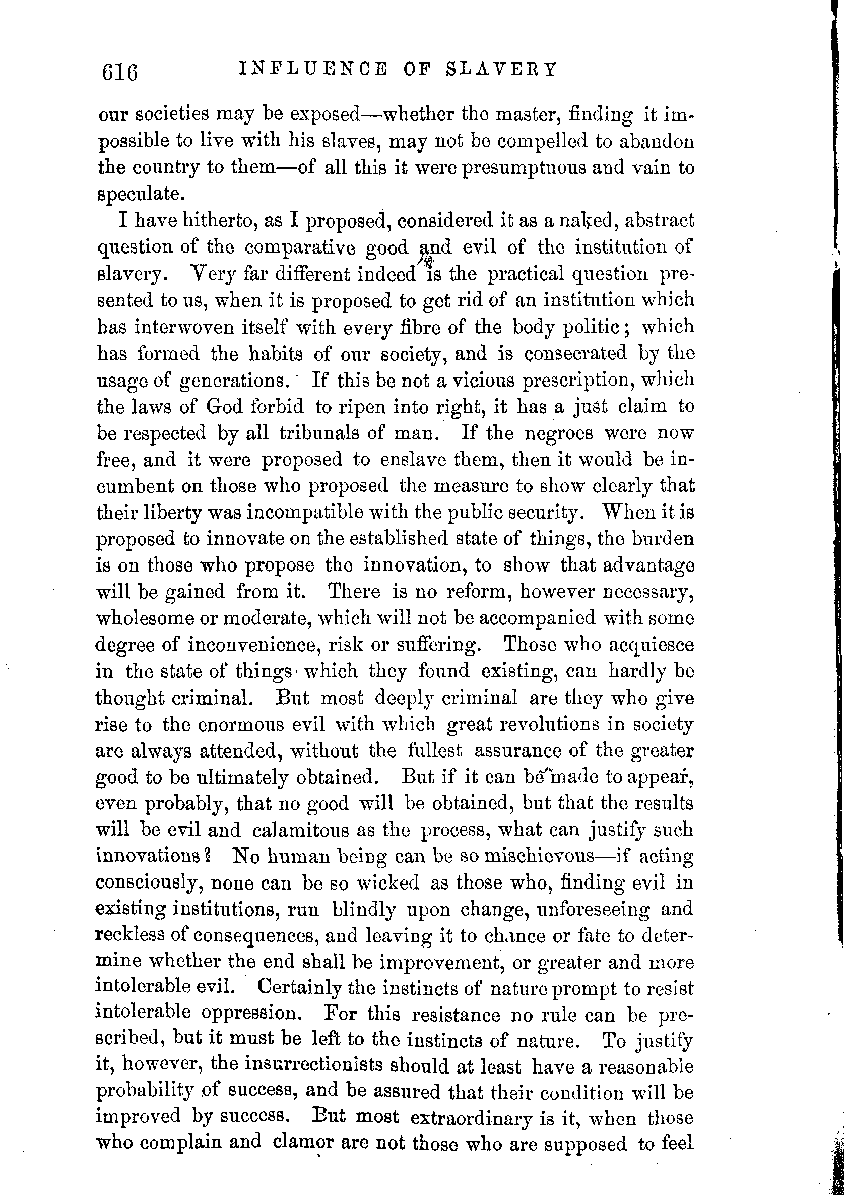 616 INFLUENCE OF SLAVERY
our societies may be exposed—whether the master, finding it im-
possible to live with his slaves, may not be compelled to abandon
the country to them—of all this it were presumptuous and vain to
speculate.
I have hitherto, as I proposed, considered it as a naked, abstract
question of the comparative good and evil of the institution of
slavery. Very far different indeed is the practical question pre-
sented to us, when it is proposed to get rid of an institution which
has interwoven itself with every fibre of the body politic; which
has formed the habits of our society, and is consecrated by the
usage of generations. If this be not a vicious prescription, which
the laws of God forbid to ripen into right, it has a just claim to
be respected by all tribunals of man. If the negroes were now
free, and it were proposed to enslave them, then it would be in-
cumbent on those who proposed the measure to show clearly that
their liberty was incompatible with the public security. When it is
proposed to innovate on the established state of things, the burden
is on those who propose the innovation, to show that advantage
will be gained from it. There is no reform, however necessary,
wholesome or moderate, which will not be accompanied with some
degree of inconvenience, risk or suffering. Those who acquiesce
in the state of things which they found existing, can hardly be
thought criminal. But most deeply criminal are they who give
rise to the enormous evil with which great revolutions in society
are always attended, without the fullest assurance of the greater
good to be ultimately obtained. But if it can be made to appear,
even probably, that no good will be obtained, but that the results
will be evil and calamitous as the process, what can justify such
innovations? No human being can be so mischievous—if acting
consciously, none can be so wicked as those who, finding evil in
existing institutions, run blindly upon change, unforeseeing and
reckless of consequences, and leaving it to chance or fate to deter-
mine whether the end shall be improvement, or greater and more
intolerable evil. Certainly the instincts of nature prompt to resist
intolerable oppression. For this resistance no rule can be pre-
scribed, but it must be left to the instincts of nature. To justify
it, however, the insurrectionists should at least have a reasonable
probability of success, and be assured that their condition will be
improved by success. But most extraordinary is it, when those
who complain and clamor are not those who are supposed to feel